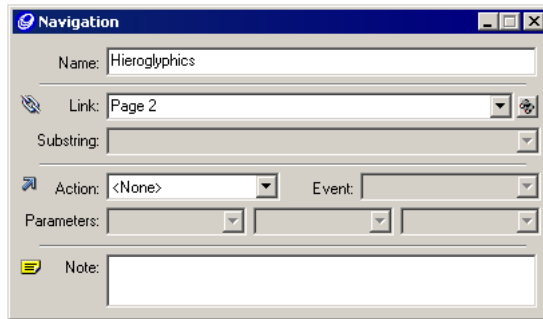 Navigation
Name: Hieroglyphics
Link: Page 2
Substring:
Action: <None> Event:
Parameters:
Note: